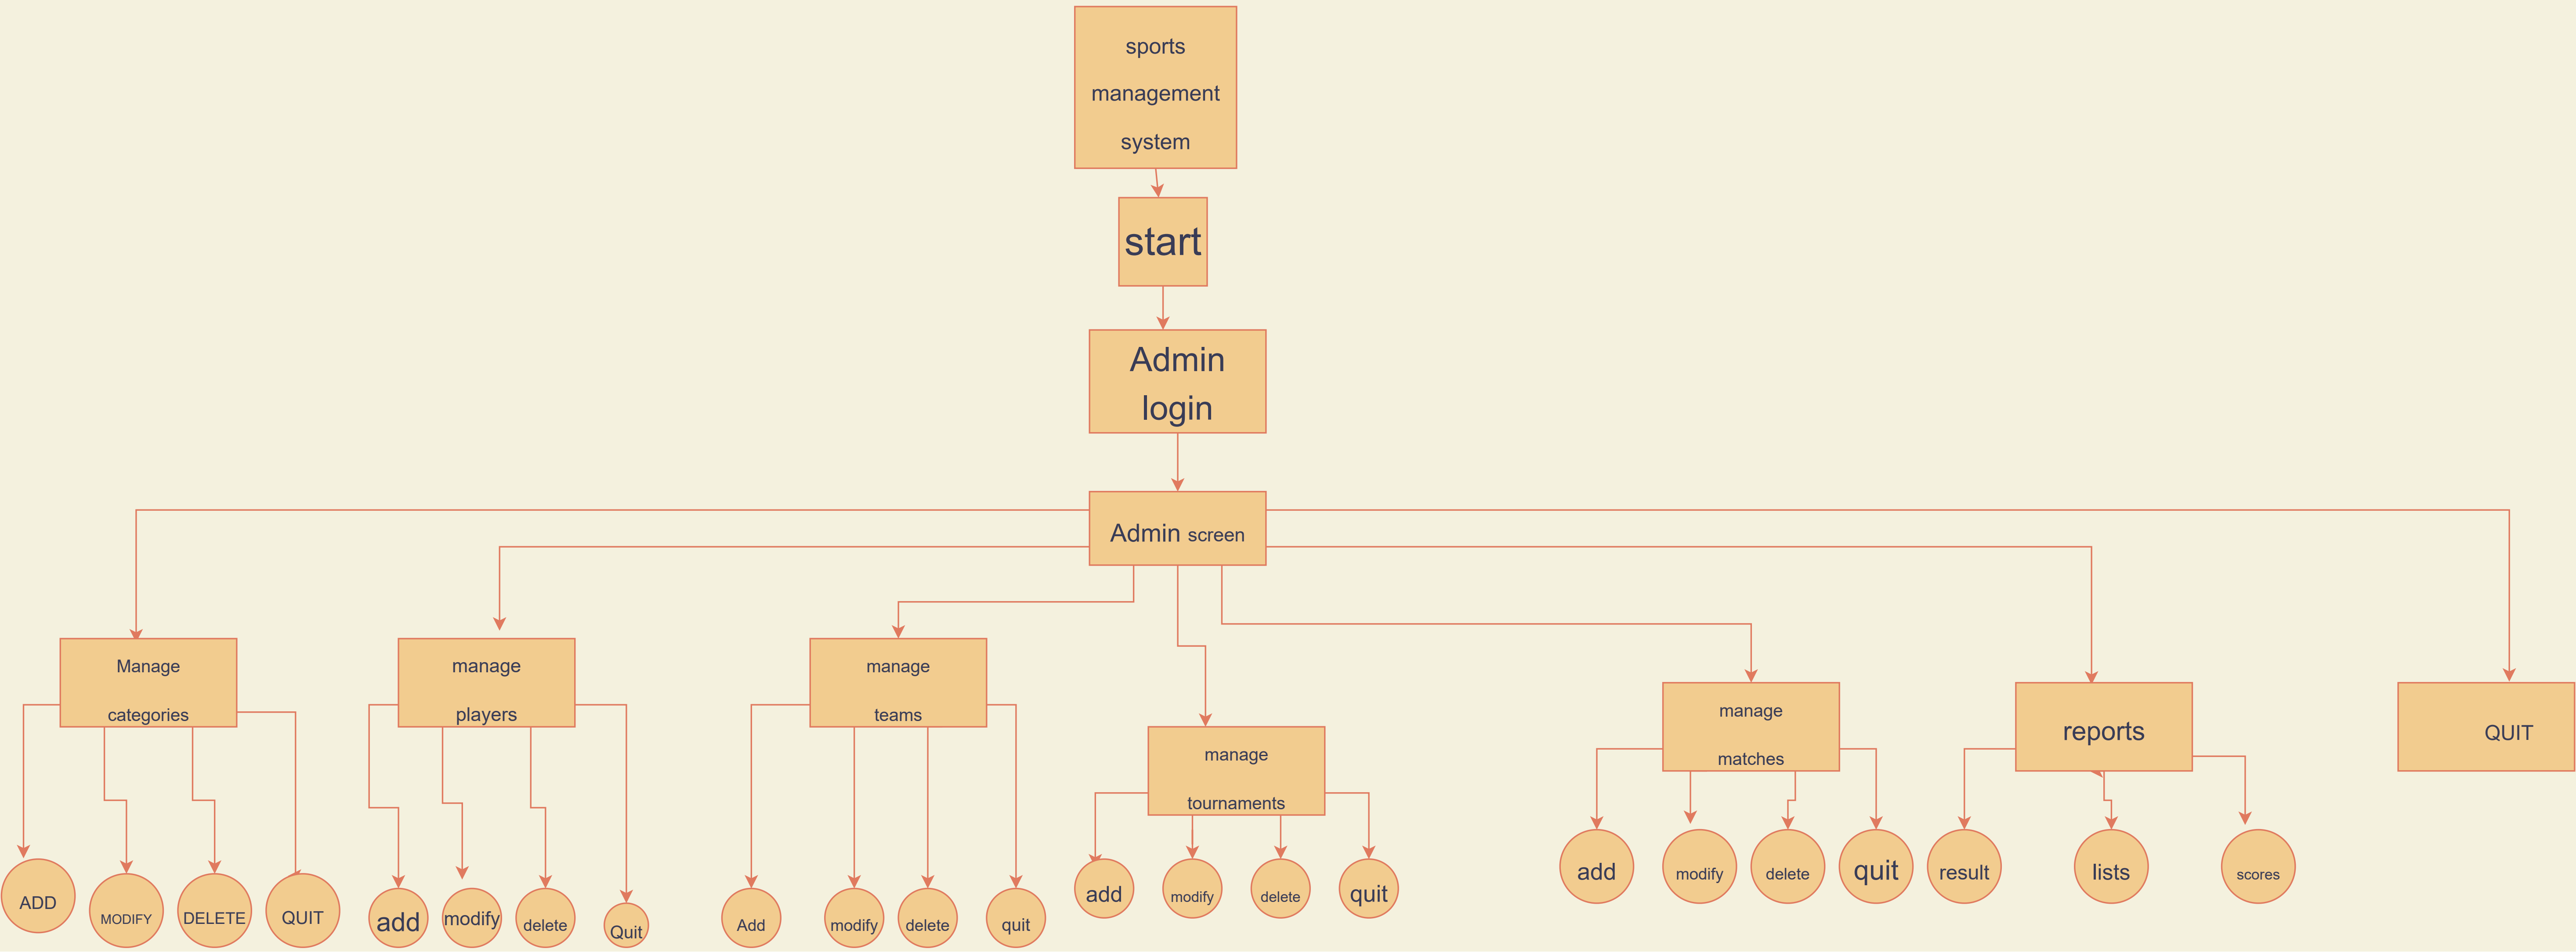 sports
management
system
start
Admin
login
Admin screen
Manage
categories
manage
players
manage
teams
manage
tournaments
manage
matches
reports
QUIT
ADD
MODIFY
DELETE
QUIT
add
modify
delete
Quit
Add
modify
delete
quit
add
modify
delete
quit
add
modify
delete
quit
result
lists
scores